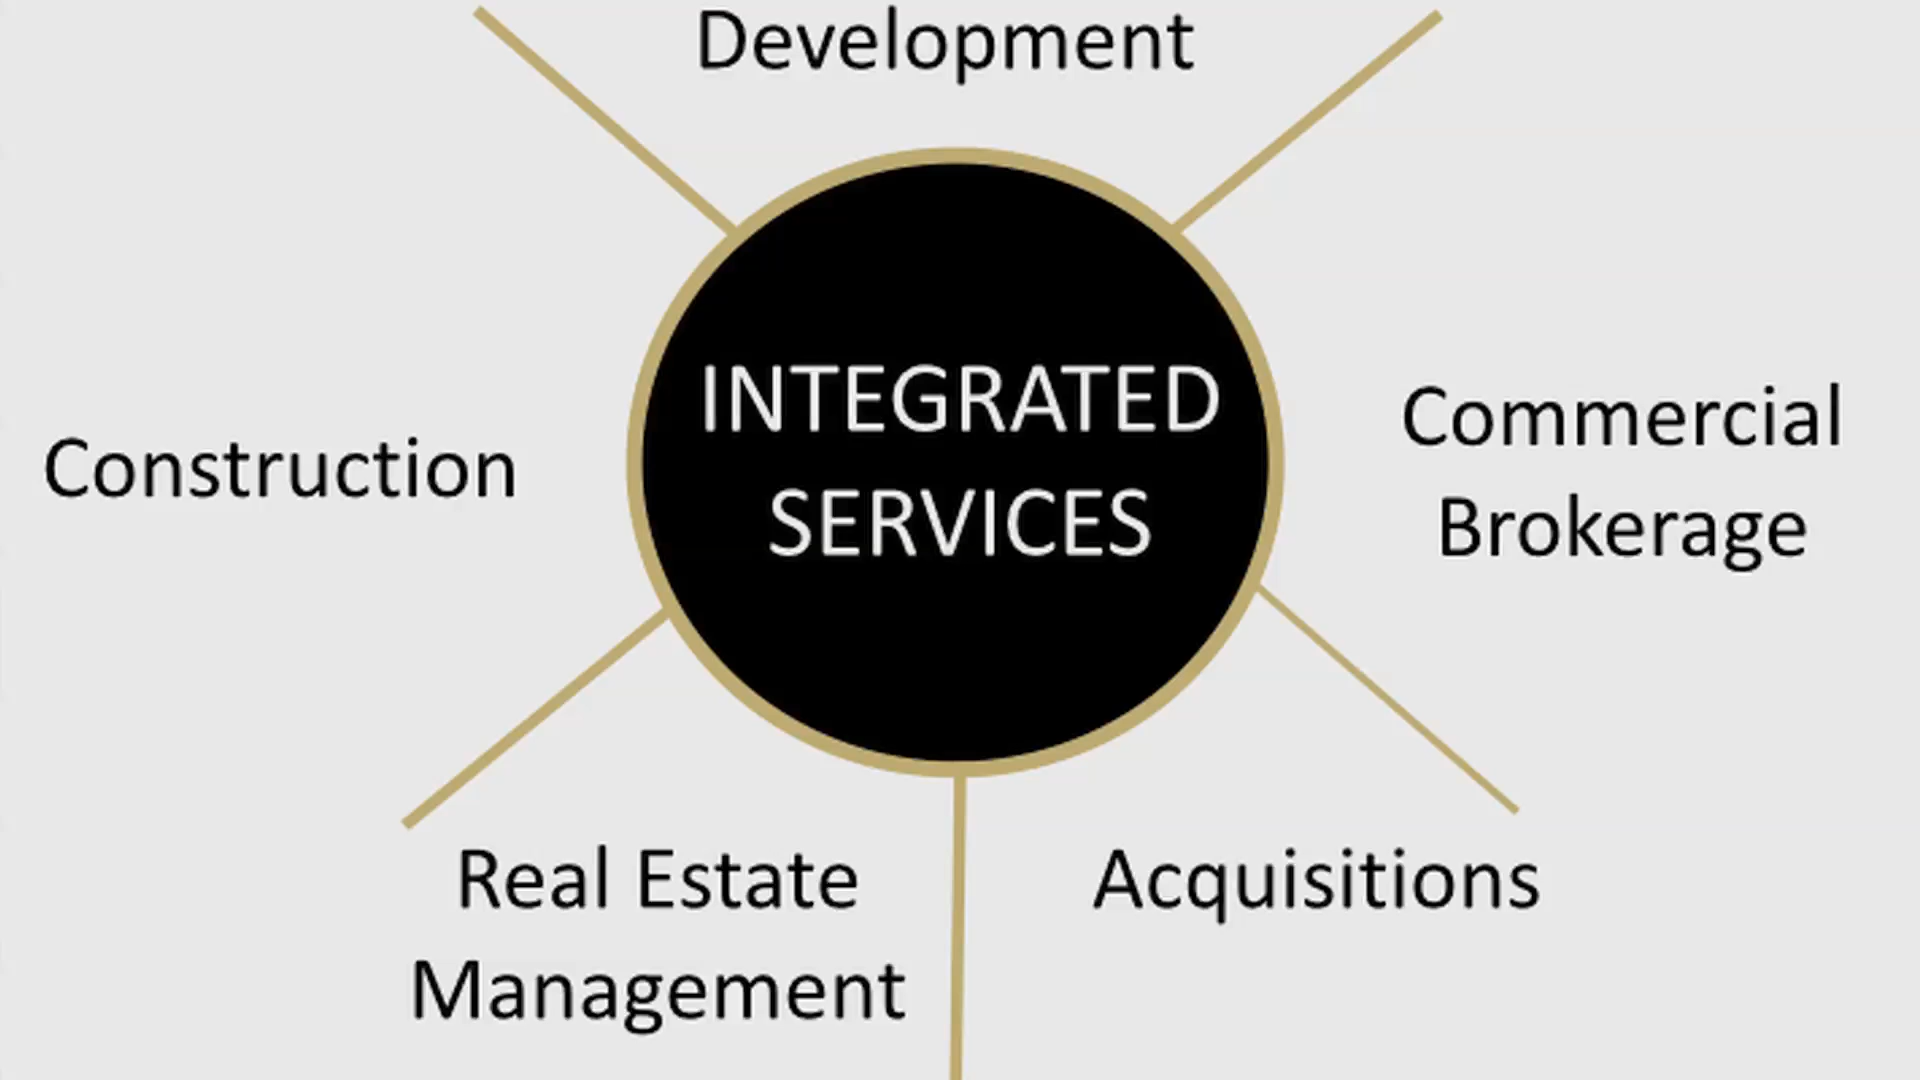 Development
INTEGRATED
SERVICES
Construction
Commercial
Brokerage
Real Estate
Management
Acquisitions